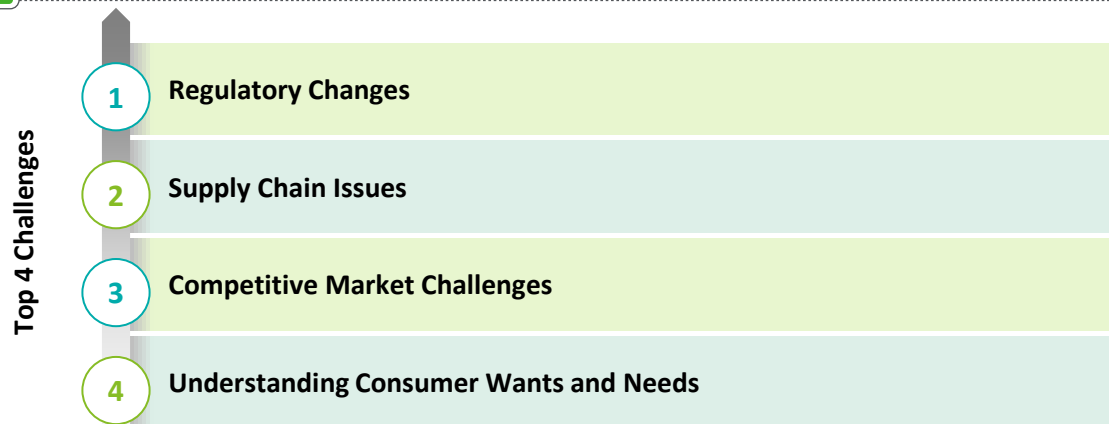 Top 4 Challenges
1
Regulatory Changes
2
Supply Chain Issues
3
Competitive Market Challenges
4
Understanding Consumer Wants and Needs